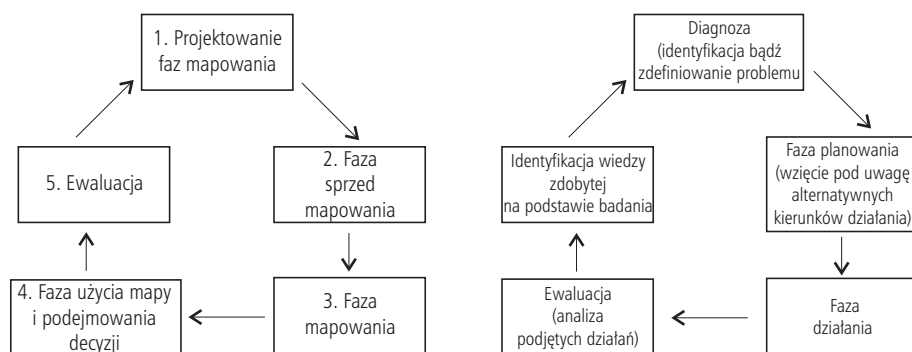 1. Projektowanie
faz mapowania
2. Faza
sprzed
mapowania
3. Faza
mapowania
4. Faza użycia mapy
i podejmowania
decyzji
5. Ewaluacja
Diagnoza
(identyfikacja bądź
zdefiniowanie problemu
Faza planowania
(wzięcie pod uwagę
alternatywnych
kierunków działania)
Faza
działania
Ewaluacja
(analiza
podjętych działań)
Identyfikacja wiedzy
zdobytej
na podstawie badania